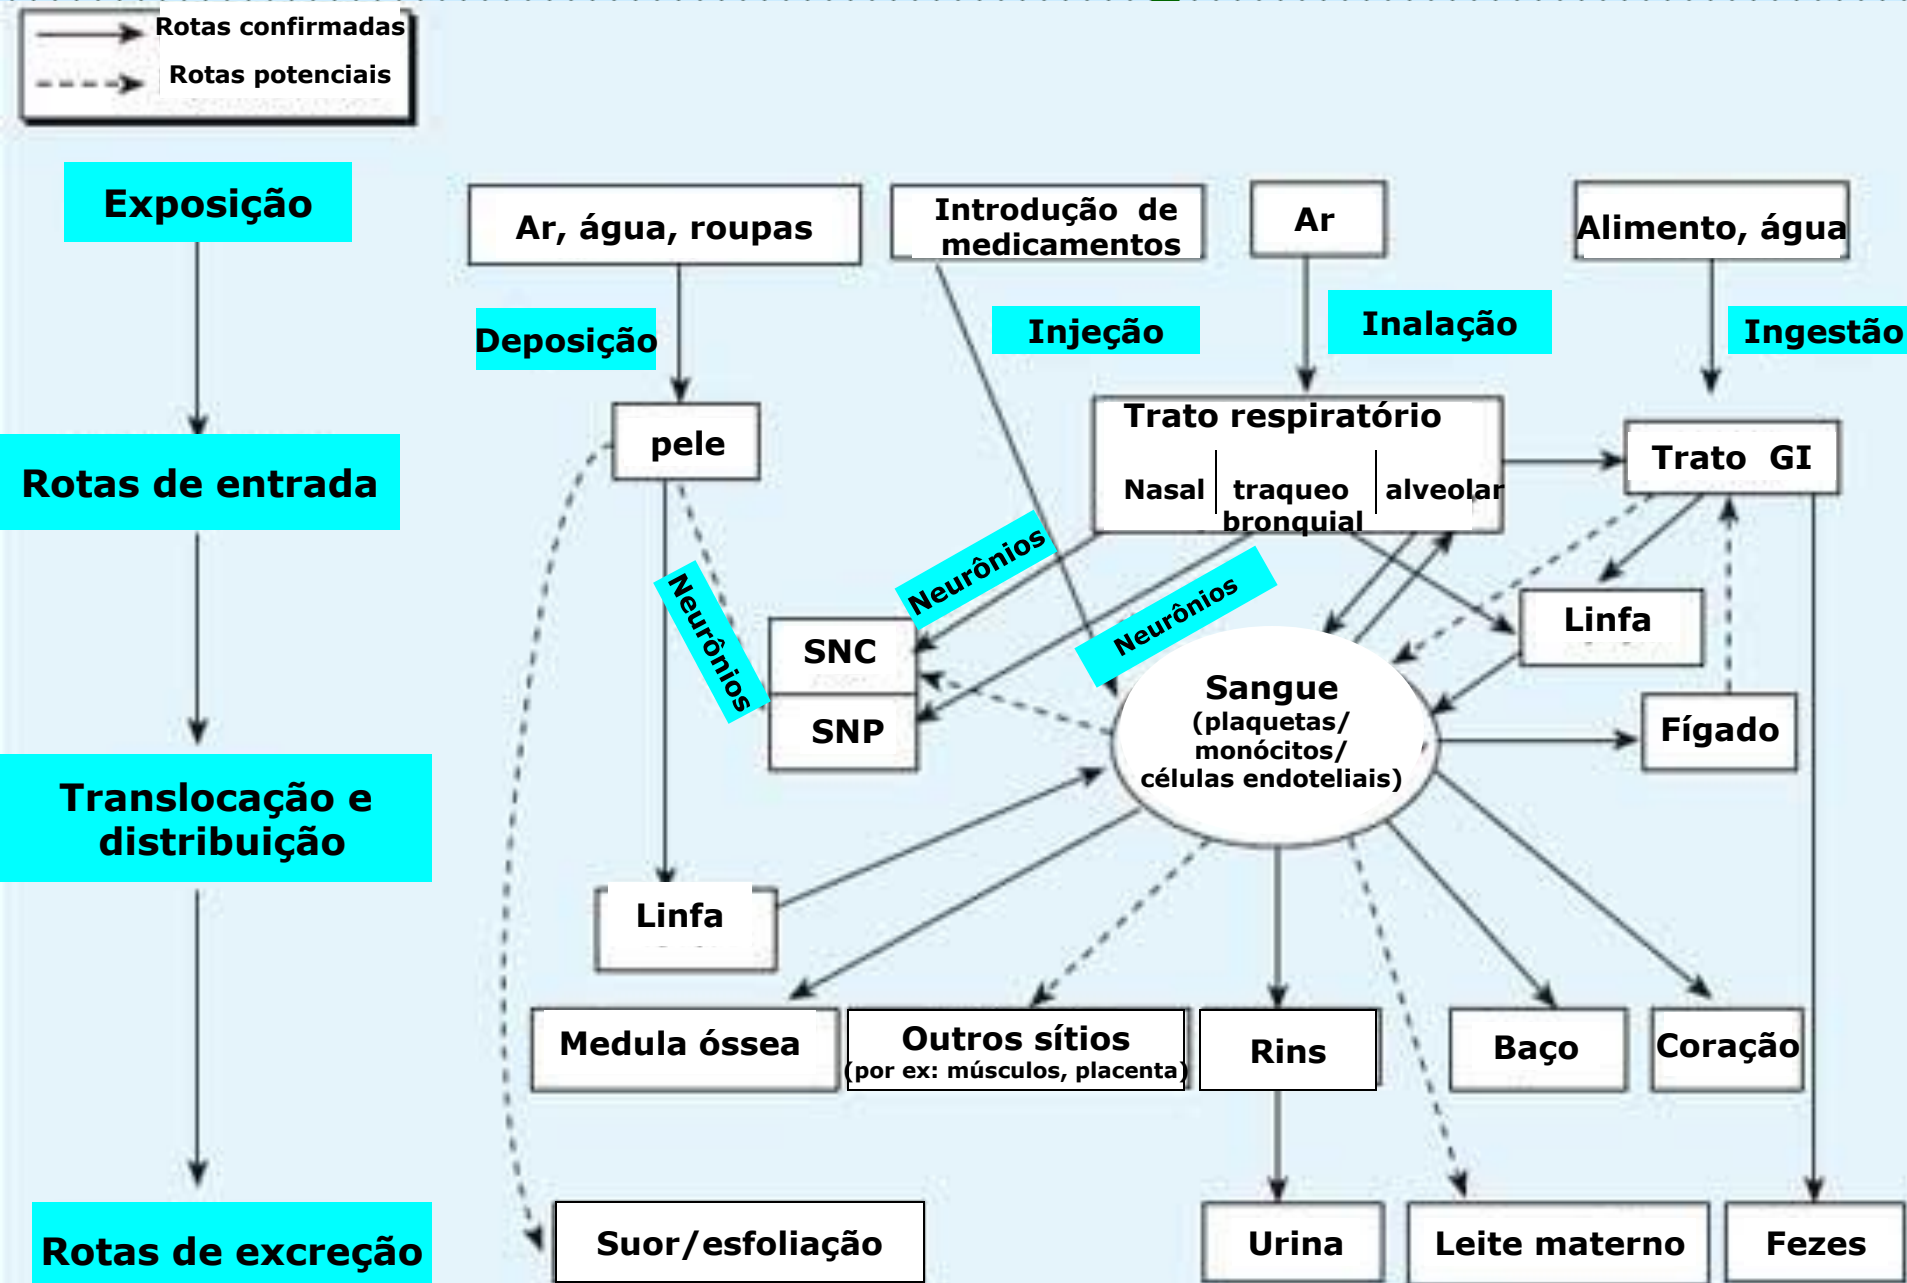 Rotas confirmadas
Rotas potenciais
Exposição
Ar, água, roupas
Introdução de
medicamentos
Ar
Alimento, água
Deposição
Injeção
Inalação
Ingestão
Rotas de entrada
pele
Trato respiratório
Nasal traqueo alveolar
bronquial
Trato GI
Neurônios
Neurônios
Neurônios
SNC
SNP
Linfa
Sangue
(plaquetas/
monócitos/
células endoteliais)
Fígado
Translocação e
distribuição
Linfa
Medula óssea
Outros sítios
(por ex: músculos, placenta)
Rins
Baço
Coração
Rotas de excreção
Suor/esfoliação
Urina
Leite materno
Fezes